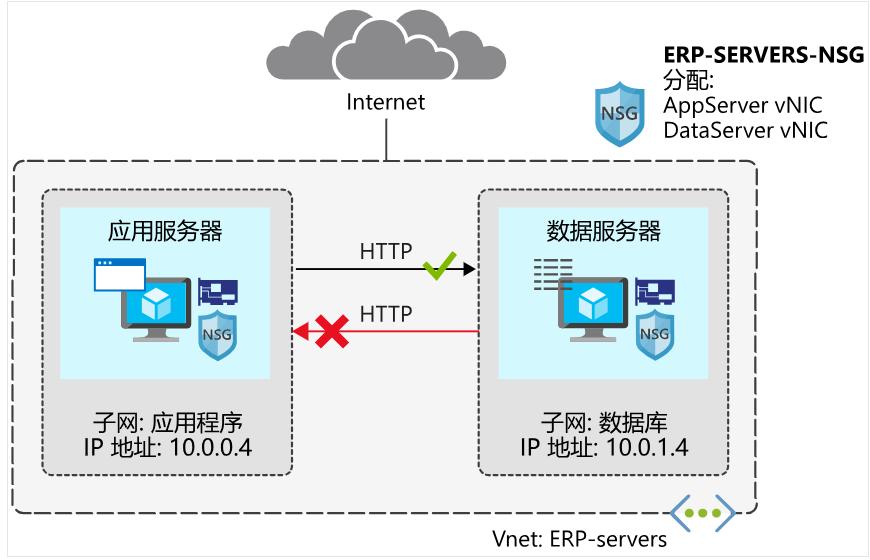 Internet
ERP-SERVERS-NSG
分配:
AppServer vNIC
DataServer vNIC
NSG
应用服务器
NSG
子网: 应用程序
IP 地址: 10.0.0.4
HTTP
HTTP
数据服务器
NSG
子网: 数据库
IP 地址: 10.0.1.4
Vnet: ERP-servers